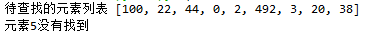 待查找的元素列表 [100, 22, 44, 0, 2, 492, 3, 20, 38]
元素5没有找到